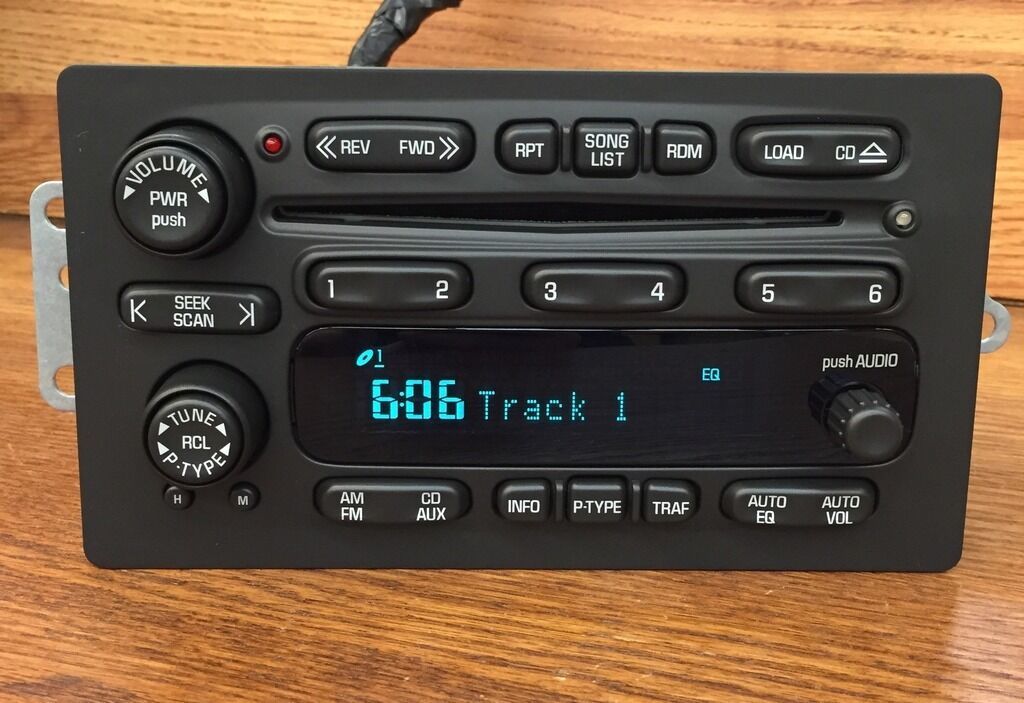 VOLUME
PWR
push
REV FWD
RPT
SONG
LIST
RDM
LOAD CD
1 2
3 4
5 6
SEEK
SCAN
1
6:06 Track 1
EQ
push AUDIO
TUNE
RCL
P-TYPE
H M
AM
FM
CD
AUX
INFO
P-TYPE
TRAF
AUTO
EQ
AUTO
VOL